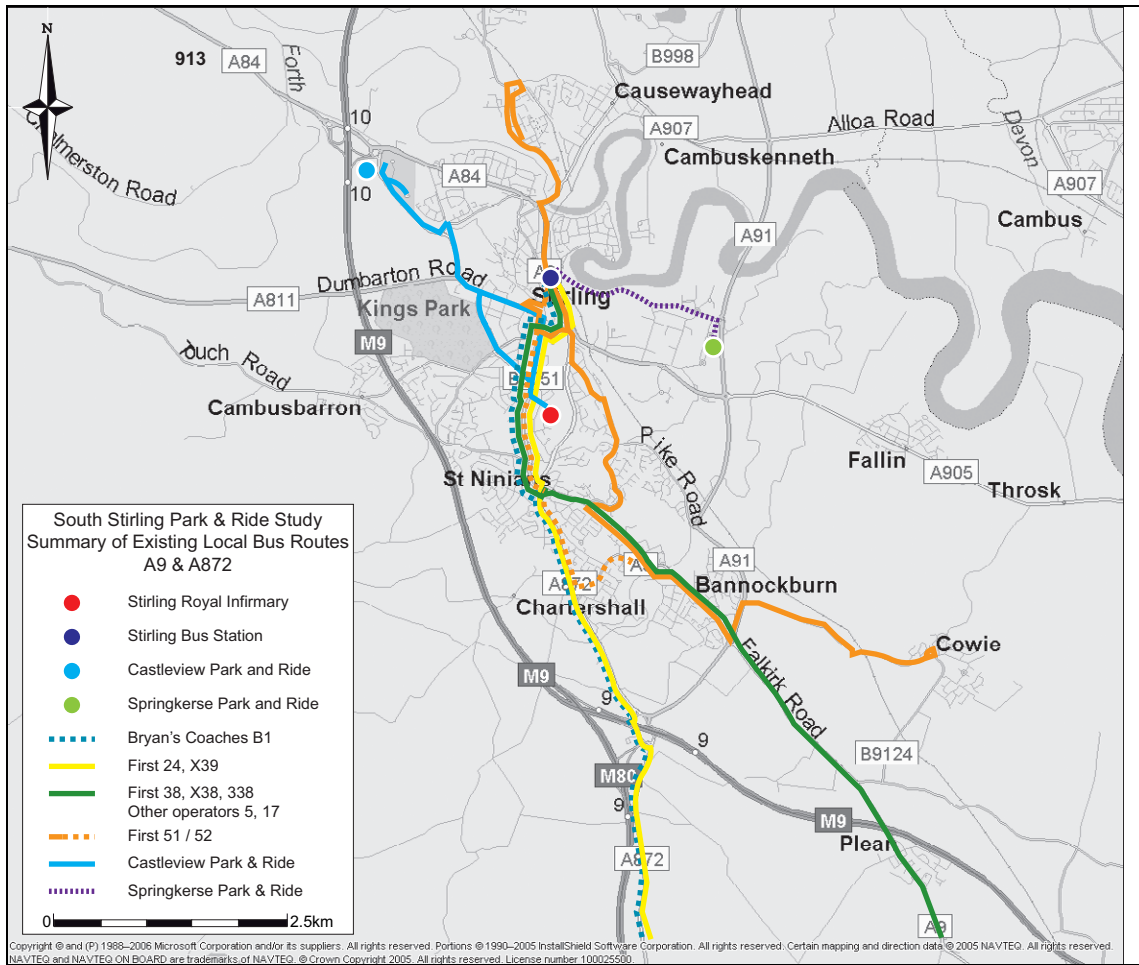 N
913
A84
Forth
B998
Causewayhead
10
A907
Alloa Road
Devon
Cambuskenneth
Road
10
A84
A907
Cambus
A91
Dumbarton Road
Stirling
A811
Kings Park
M9
Touch Road
Cambusbarron
Pike Road
Fallin
St Ninians
A905
Throsk
A91
Bannockburn
A872
Chartershall
Cowie
M9
Falkirk Road
9
9
B9124
M80
9
M9
Plean
A872
A9
South Stirling Park & Ride Study
Summary of Existing Local Bus Routes
A9 & A872
Stirling Royal Infirmary
Stirling Bus Station
Castleview Park and Ride
Springkerse Park and Ride
Bryan's Coaches B1
First 24, X39
First 38, X38, 338
Other operators 5, 17
First 51 / 52
Castleview Park & Ride
Springkerse Park & Ride
0 2.5km
Copyright © and (P) 1988–2006 Microsoft Corporation and/or its suppliers. All rights reserved. Portions © 1990–2005 InstallShield Software Corporation. All rights reserved. Certain mapping and direction data © 2005 NAVTEQ. All rights reserved.
NAVTEQ and NAVTEQ ON BOARD are trademarks of NAVTEQ. © Crown Copyright 2005. All rights reserved. License number 100025500.